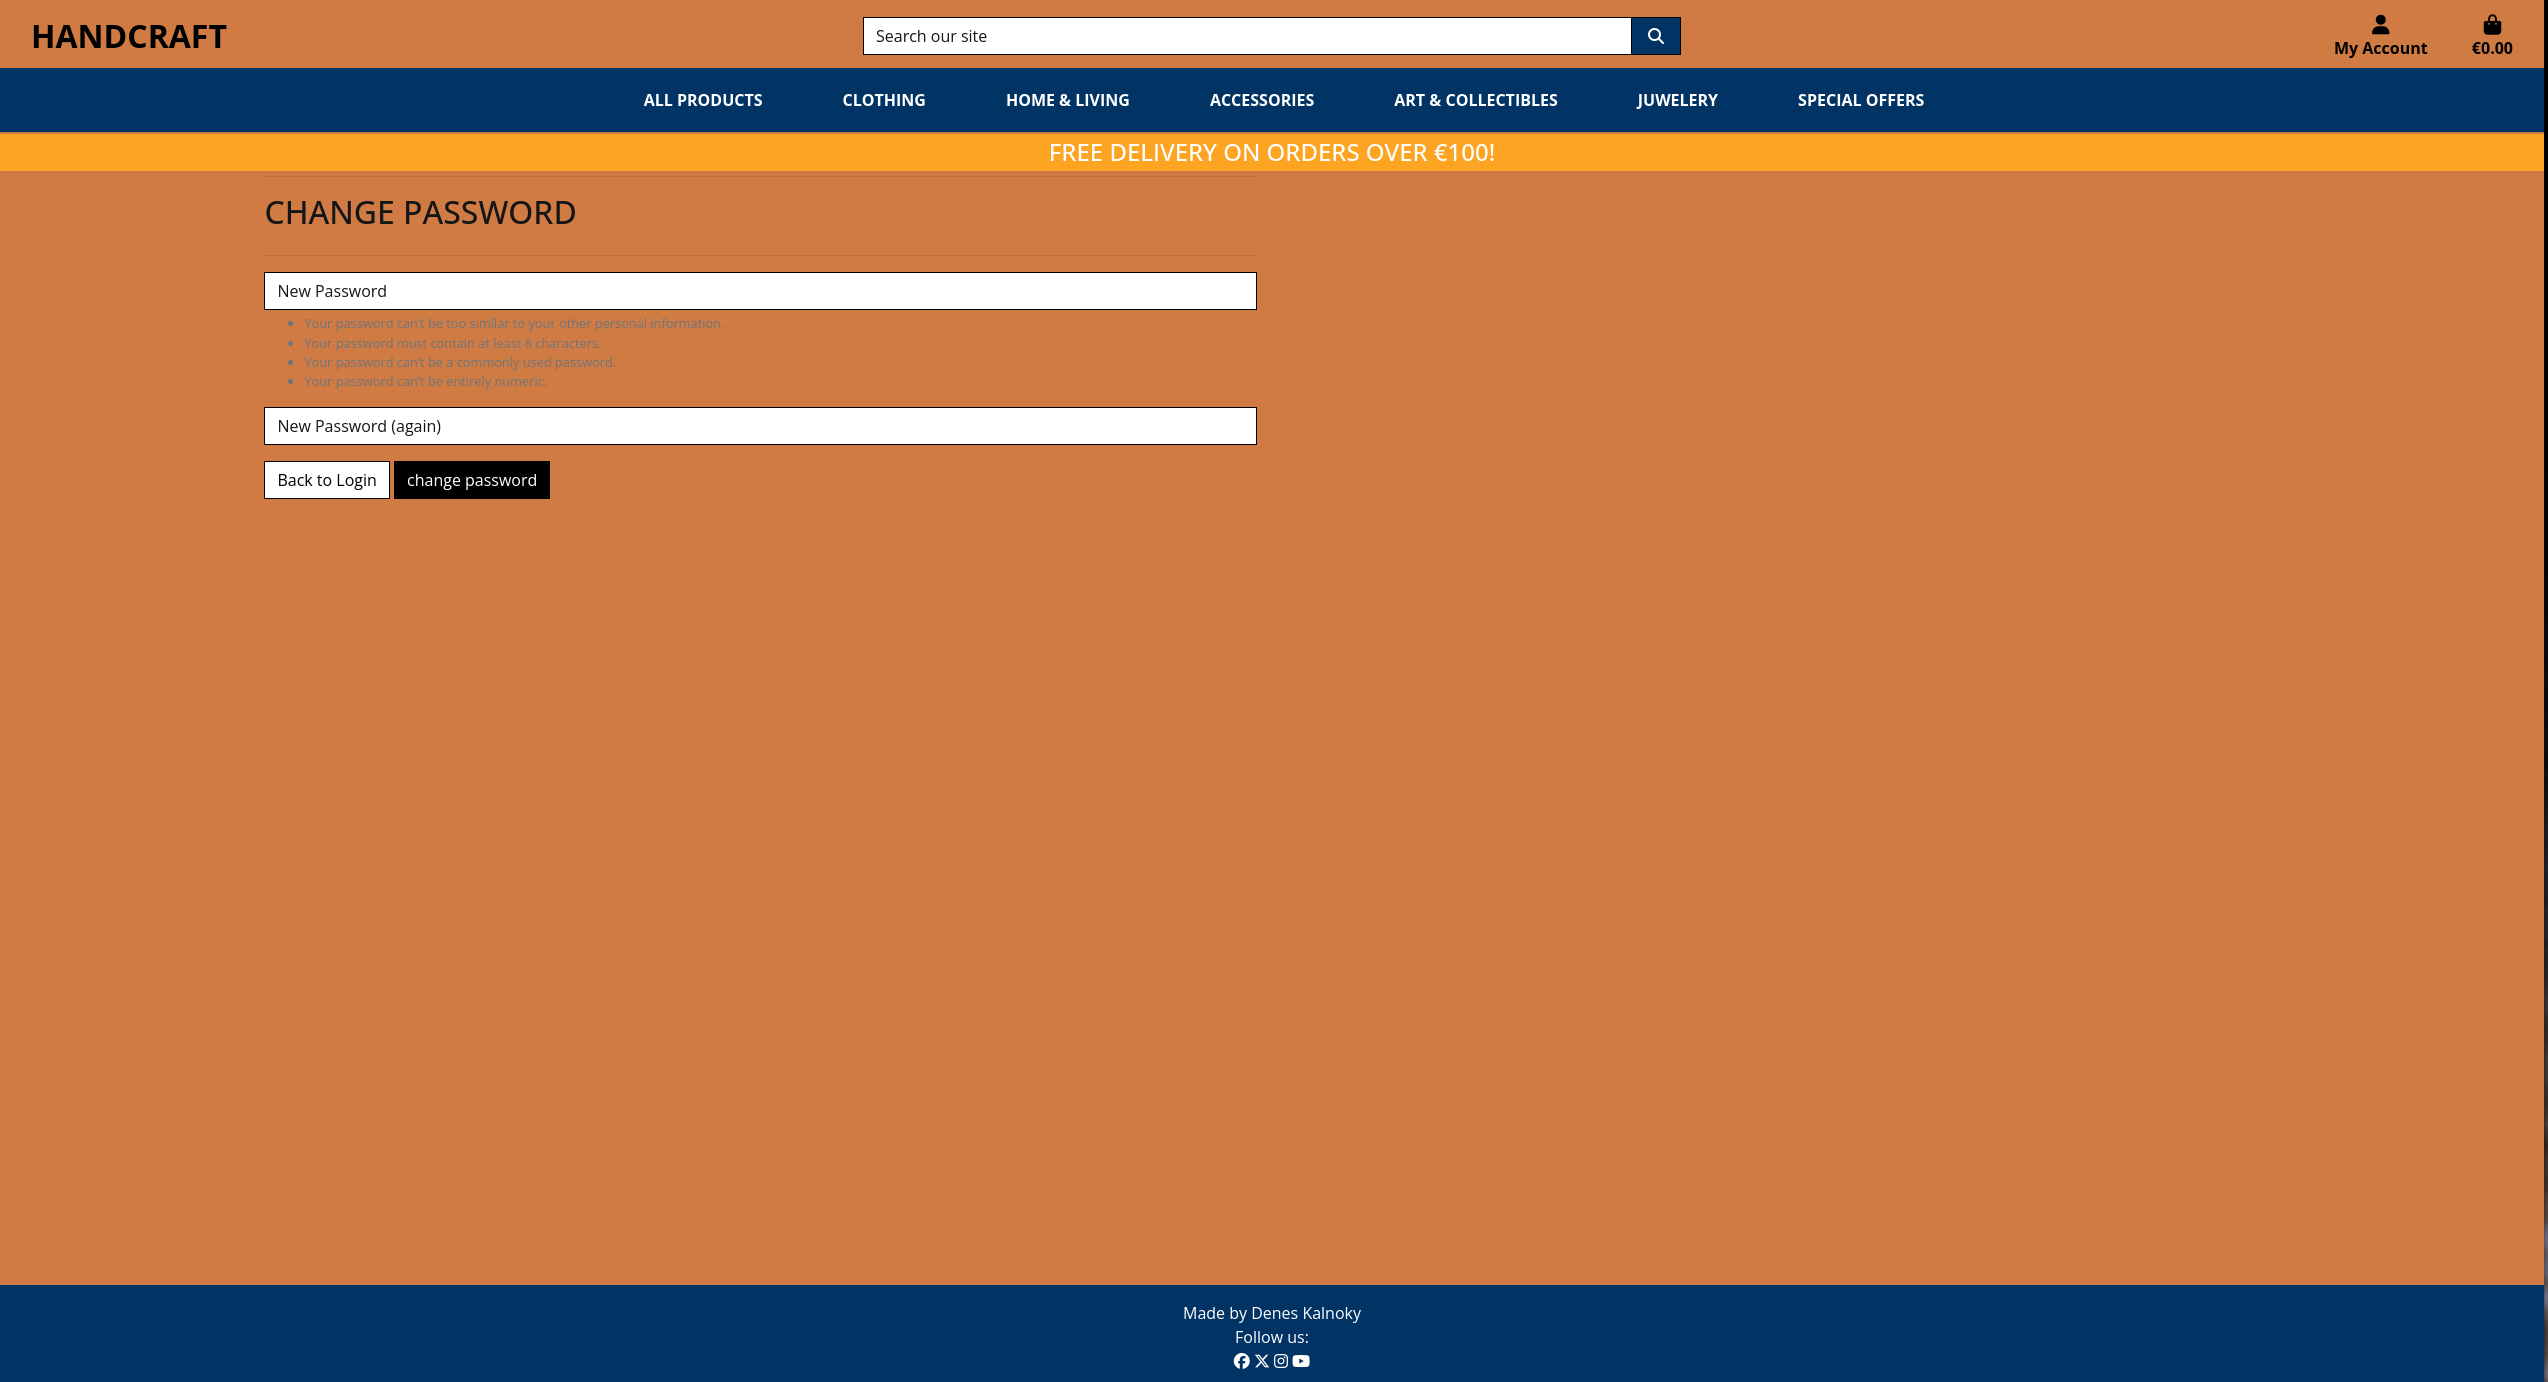 HANDCRAFT
Search our site
My Account
€0.00
ALL PRODUCTS
CLOTHING
HOME & LIVING
ACCESSORIES
ART & COLLECTIBLES
JUWELERY
SPECIAL OFFERS
FREE DELIVERY ON ORDERS OVER €100!
CHANGE PASSWORD
New Password
Your password can't be too similar to your other personal information.
Your password must contain at least 8 characters.
Your password can't be a commonly used password.
Your password can't be entirely numeric.
New Password (again)
Back to Login
change password
Made by Denes Kalnoky
Follow us: